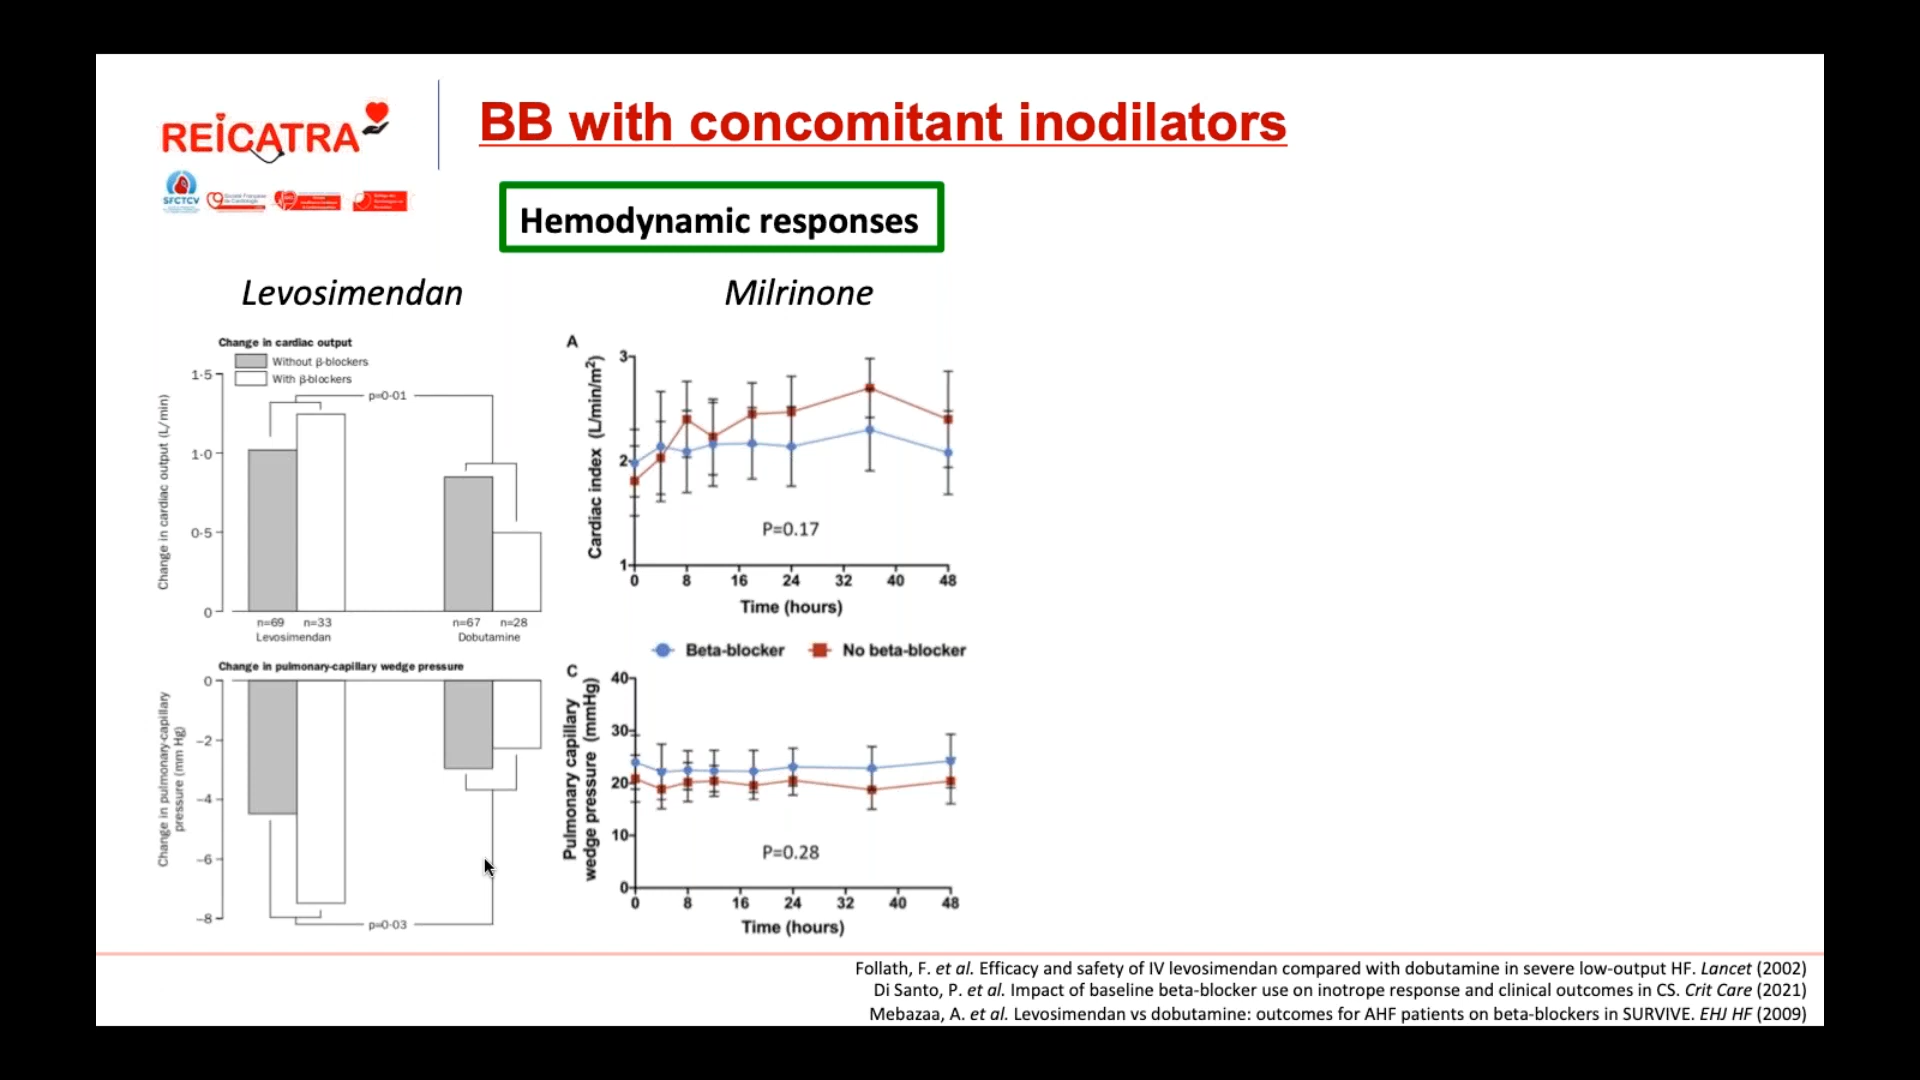 REICATRA
BB with concomitant inodilators
SFCTCV
Hemodynamic responses
Levosimendan
Milrinone
Change in cardiac output
Without β-blockers
With β-blockers
Change in cardiac output (L/min)
1·5
1·0
0·5
0
p=0·01
n=69
n=33
n=67
n=28
Levosimendan
Dobutamine
Change in pulmonary-capillary wedge pressure
Change in pulmonary-capillary
pressure (mm Hg)
0
–2
–4
–6
–8
p=0·03
A
Cardiac index (L/min/m²)
3
2
1
P=0.17
0 8 16 24 32 40 48
Time (hours)
Beta-blocker
No beta-blocker
C
Pulmonary capillary
wedge pressure (mmHg)
40
30
20
10
0
P=0.28
0 8 16 24 32 40 48
Time (hours)
Follath, F. et al. Efficacy and safety of IV levosimendan compared with dobutamine in severe low-output HF. Lancet (2002)
Di Santo, P. et al. Impact of baseline beta-blocker use on inotrope response and clinical outcomes in CS. Crit Care (2021)
Mebazaa, A. et al. Levosimendan vs dobutamine: outcomes for AHF patients on beta-blockers in SURVIVE. EHJ HF (2009)